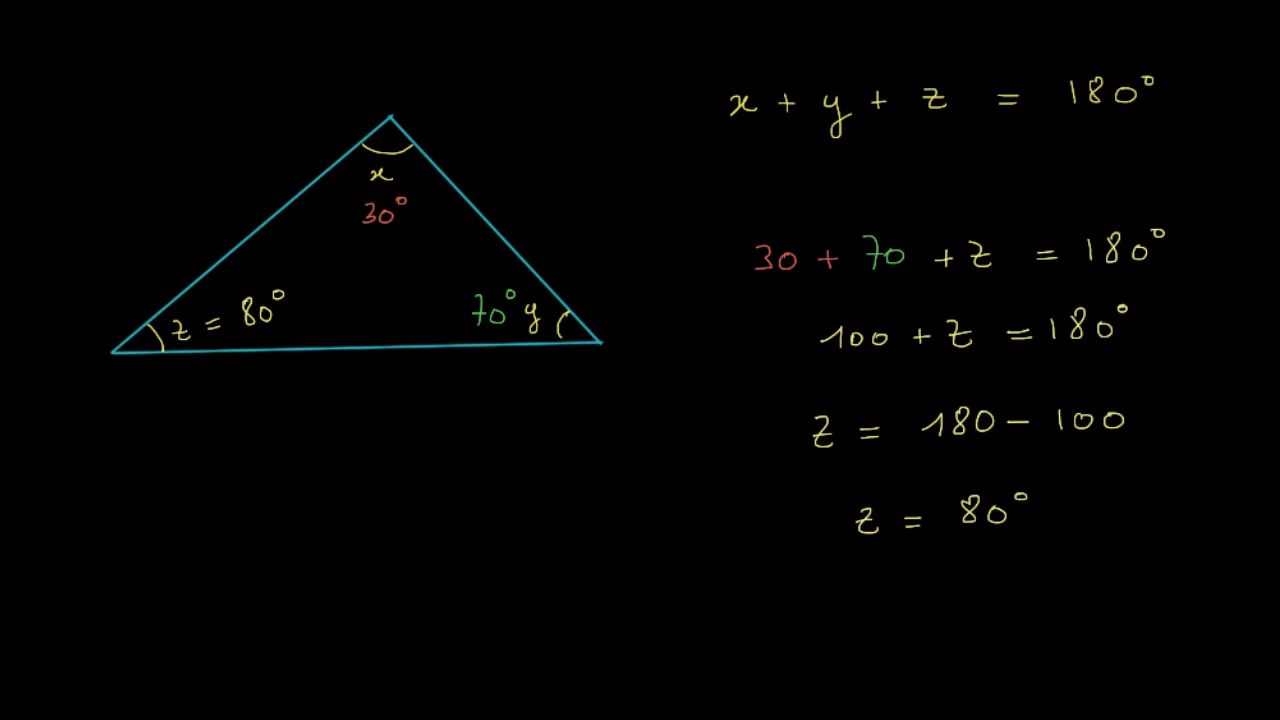 x + y + z = 180°
x
30°
30 + 70 + z = 180°
z = 80°
70° y
100 + z = 180°
z = 180 - 100
z = 80°